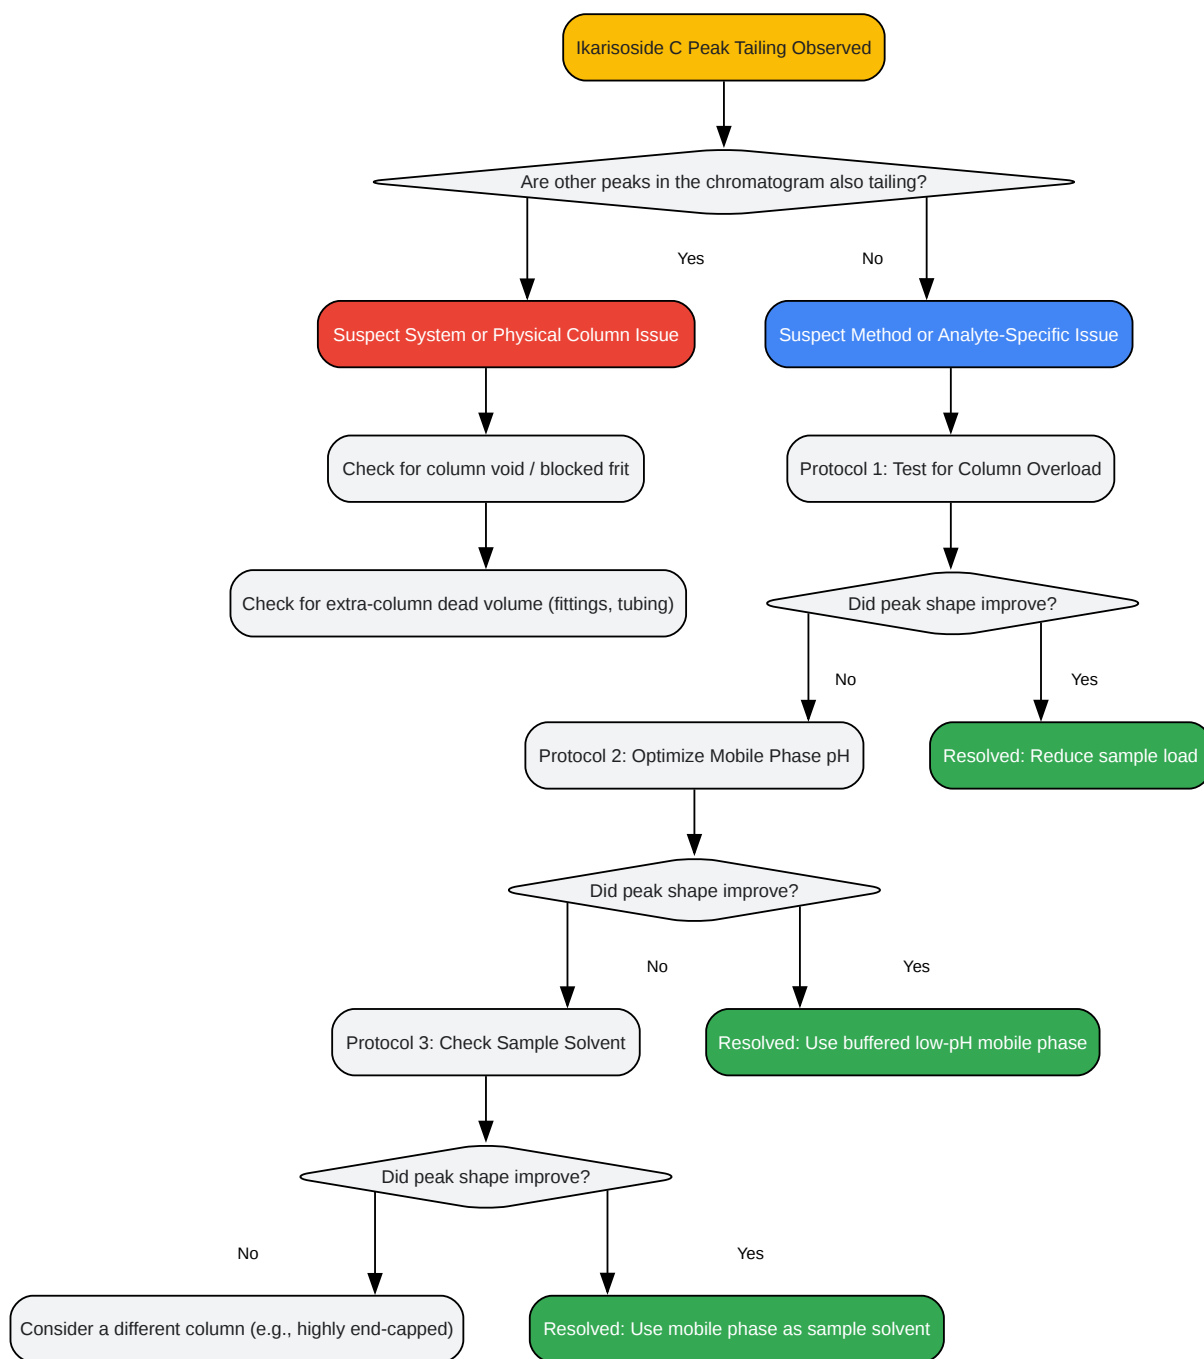 Ikarisoside C Peak Tailing Observed
Are other peaks in the chromatogram also tailing?
Yes
No
Suspect System or Physical Column Issue
Suspect Method or Analyte-Specific Issue
Check for column void / blocked frit
Protocol 1: Test for Column Overload
Check for extra-column dead volume (fittings, tubing)
Did peak shape improve?
No
Yes
Protocol 2: Optimize Mobile Phase pH
Resolved: Reduce sample load
Did peak shape improve?
No
Yes
Protocol 3: Check Sample Solvent
Resolved: Use buffered low-pH mobile phase
Did peak shape improve?
No
Yes
Consider a different column (e.g., highly end-capped)
Resolved: Use mobile phase as sample solvent